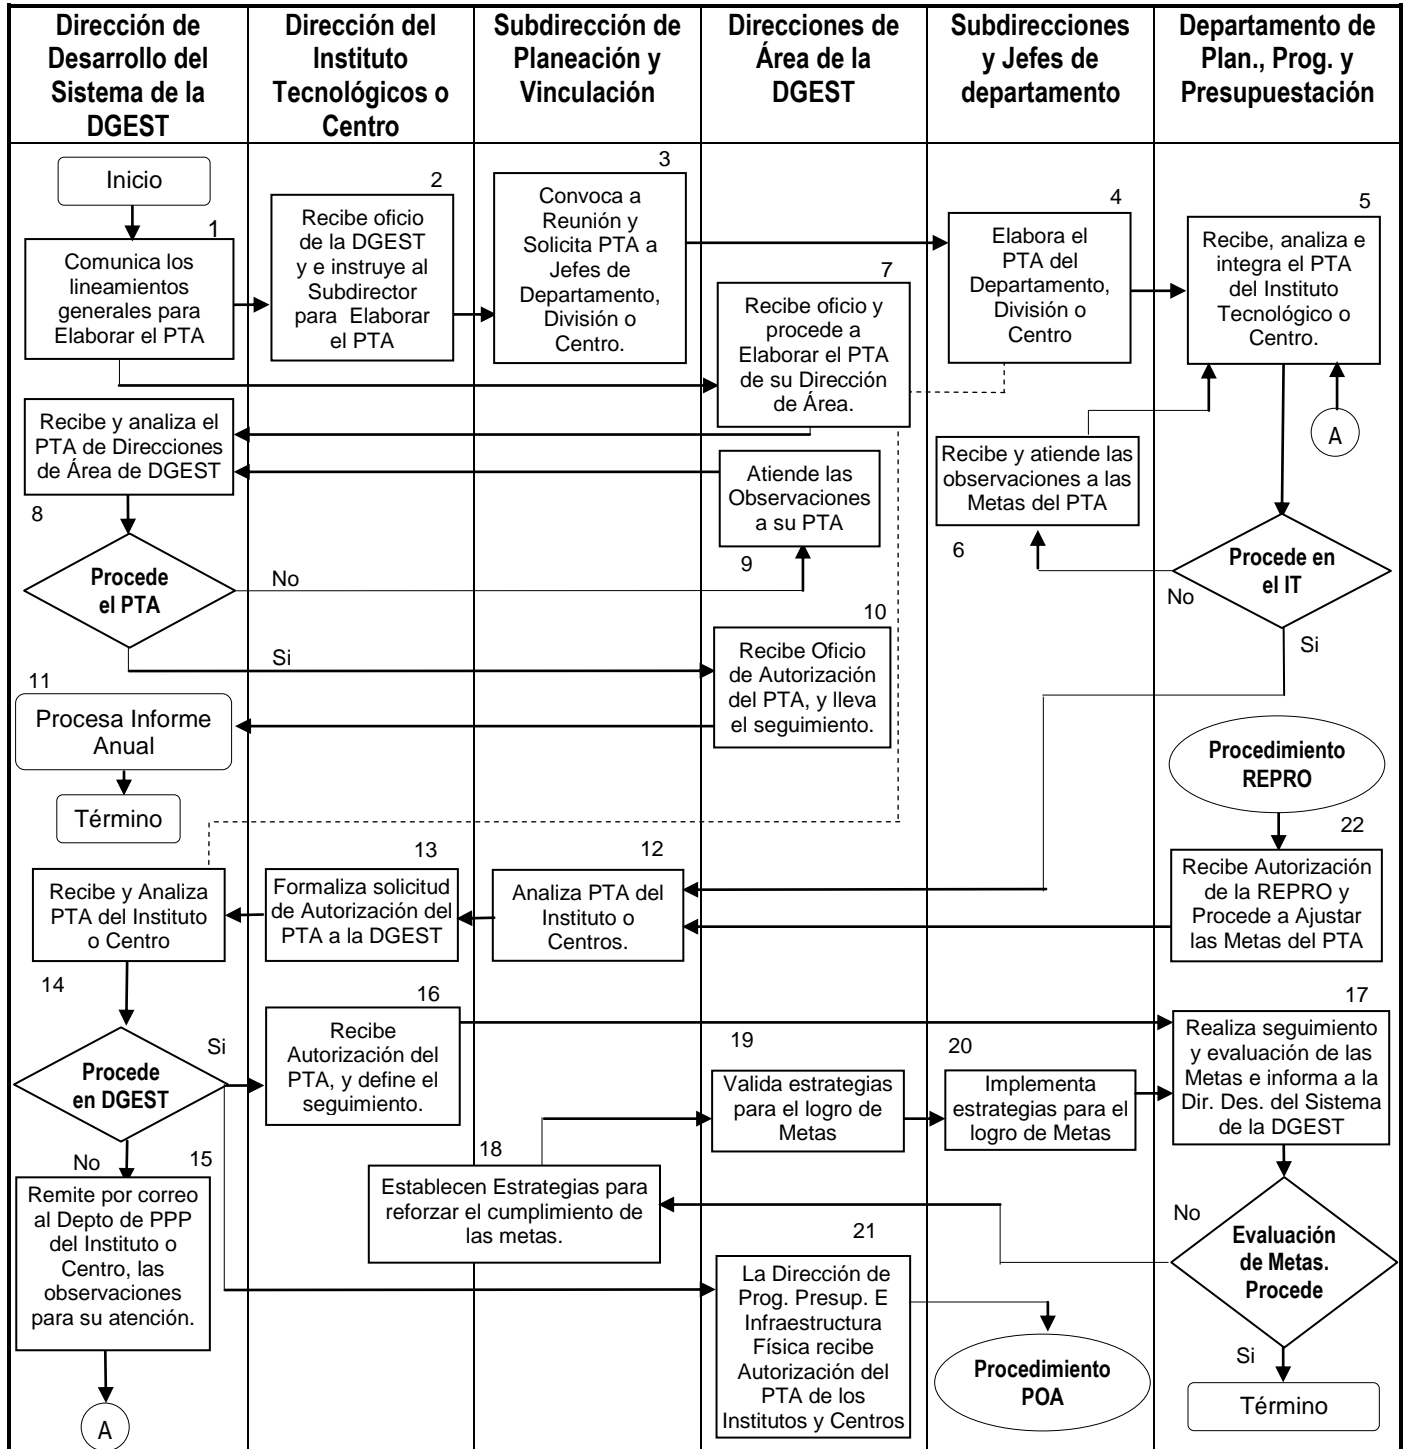 Dirección de
Desarrollo del
Sistema de la
DGEST
Dirección del
Instituto
Tecnológicos o
Centro
Subdirección de
Planeación y
Vinculación
Direcciones de
Área de la
DGEST
Subdirecciones
y Jefes de
departamento
Departamento de
Plan., Prog. y
Presupuestación
Inicio
1
Comunica los
lineamientos
generales para
Elaborar el PTA
2
Recibe oficio
de la DGEST
y e instruye al
Subdirector
para Elaborar
el PTA
3
Convoca a
Reunión y
Solicita PTA a
Jefes de
Departamento,
División o
Centro.
4
Elabora el
PTA del
Departamento,
División o
Centro
5
Recibe, analiza e
integra el PTA
del Instituto
Tecnológico o
Centro.
7
Recibe oficio y
procede a
Elaborar el PTA
de su Dirección
de Área.
A
Recibe y analiza el
PTA de Direcciones
de Área de DGEST
8
Atiende las
Observaciones
a su PTA
9
Recibe y atiende las
observaciones a las
Metas del PTA
6
Procede
el PTA
No
Si
Procede en
el IT
No
Si
10
Recibe Oficio
de Autorización
del PTA, y lleva
el seguimiento.
11
Procesa Informe
Anual
Término
Procedimiento
REPRO
22
Recibe Autorización
de la REPRO y
Procede a Ajustar
las Metas del PTA
12
Analiza PTA del
Instituto o
Centros.
13
Formaliza solicitud
de Autorización del
PTA a la DGEST
Recibe y Analiza
PTA del Instituto
o Centro
14
Procede
en DGEST
Si
No
15
Remite por correo
al Depto de PPP
del Instituto o
Centro, las
observaciones
para su atención.
A
16
Recibe
Autorización del
PTA, y define el
seguimiento.
17
Realiza seguimiento
y evaluación de las
Metas e informa a la
Dir. Des. del Sistema
de la DGEST
18
Establecen Estrategias para
reforzar el cumplimiento de
las metas.
19
Valida estrategias
para el logro de
Metas
20
Implementa
estrategias para el
logro de Metas
21
La Dirección de
Prog. Presup. E
Infraestructura
Física recibe
Autorización del
PTA de los
Institutos y Centros
Procedimiento
POA
No
Evaluación
de Metas.
Procede
Si
Término